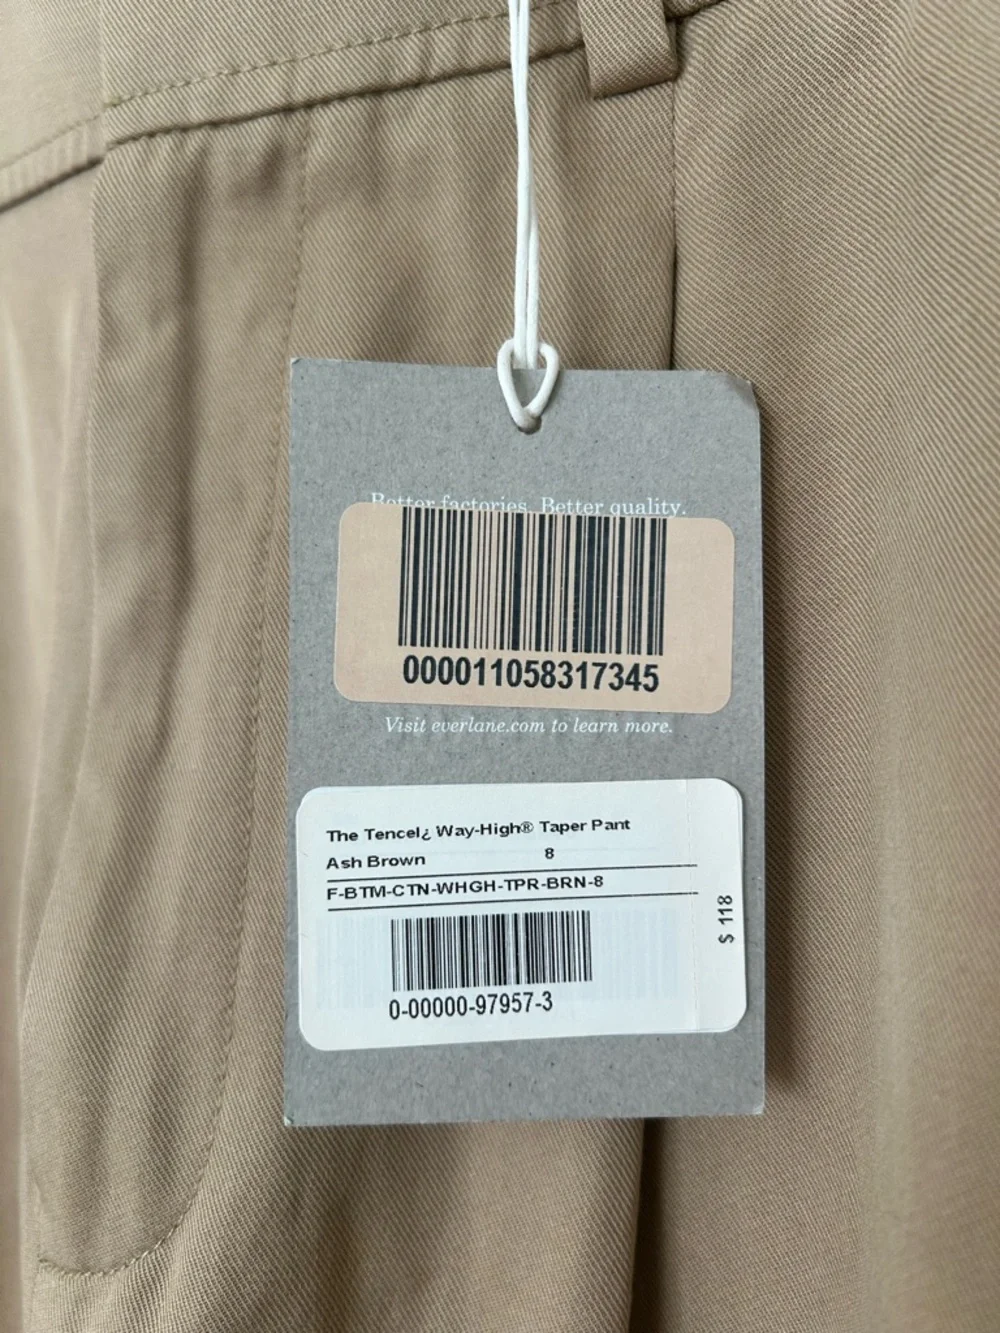 Better factories. Better quality.
000011058317345
Visit everlane.com to learn more.
The Tencel¿ Way-High® Taper Pant
Ash Brown 8
F-BTM-CTN-WHGH-TPR-BRN-8
$ 118
0-00000-97957-3